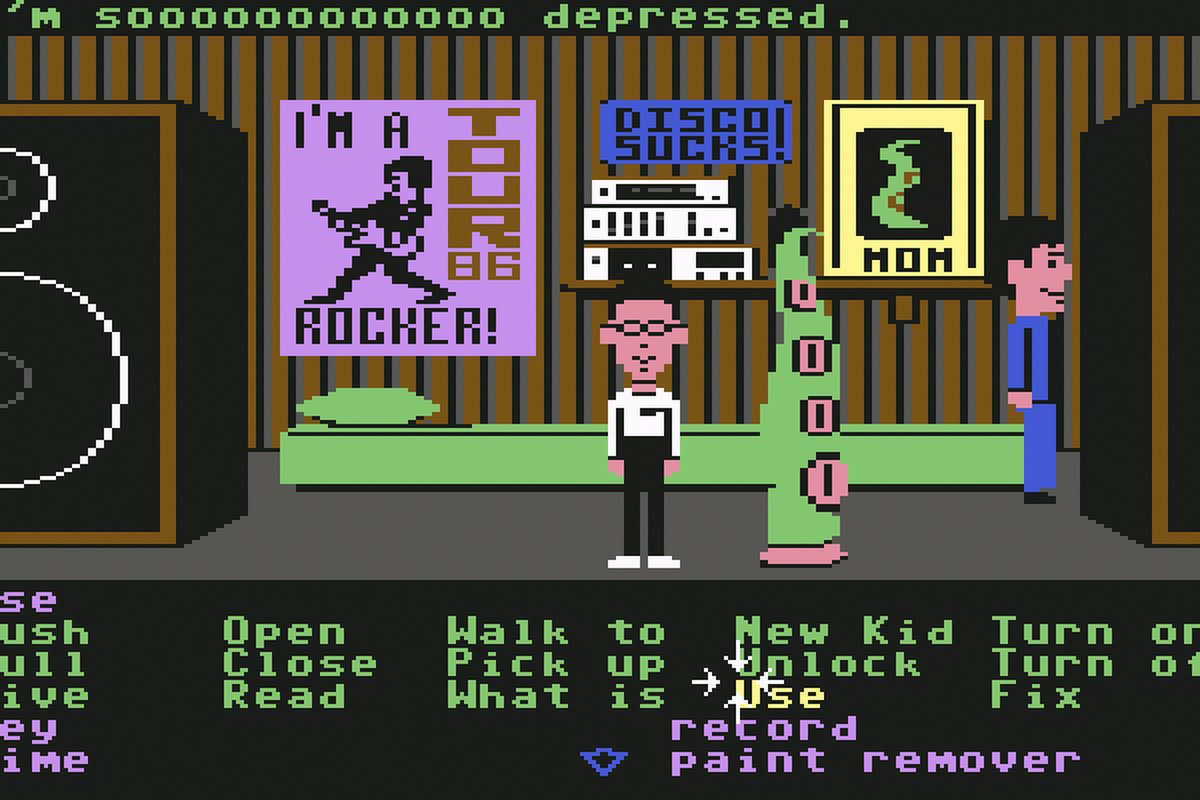 'm sooooooooooooo depressed.
I'M A
TOUR
86
ROCKER!
DISCO
SUCKS!
MOM
se
ush Open Walk to New Kid Turn on
ull Close Pick up Unlock Turn of
ive Read What is Use Fix
ey record
ime paint remover